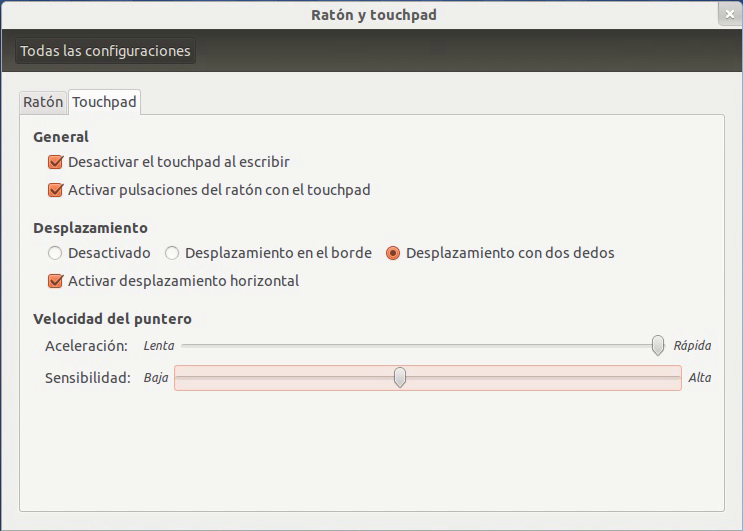 Ratón y touchpad
Todas las configuraciones
Ratón Touchpad
General
Desactivar el touchpad al escribir
Activar pulsaciones del ratón con el touchpad
Desplazamiento
Desactivado Desplazamiento en el borde Desplazamiento con dos dedos
Activar desplazamiento horizontal
Velocidad del puntero
Aceleración: Lenta Rápida
Sensibilidad: Baja Alta